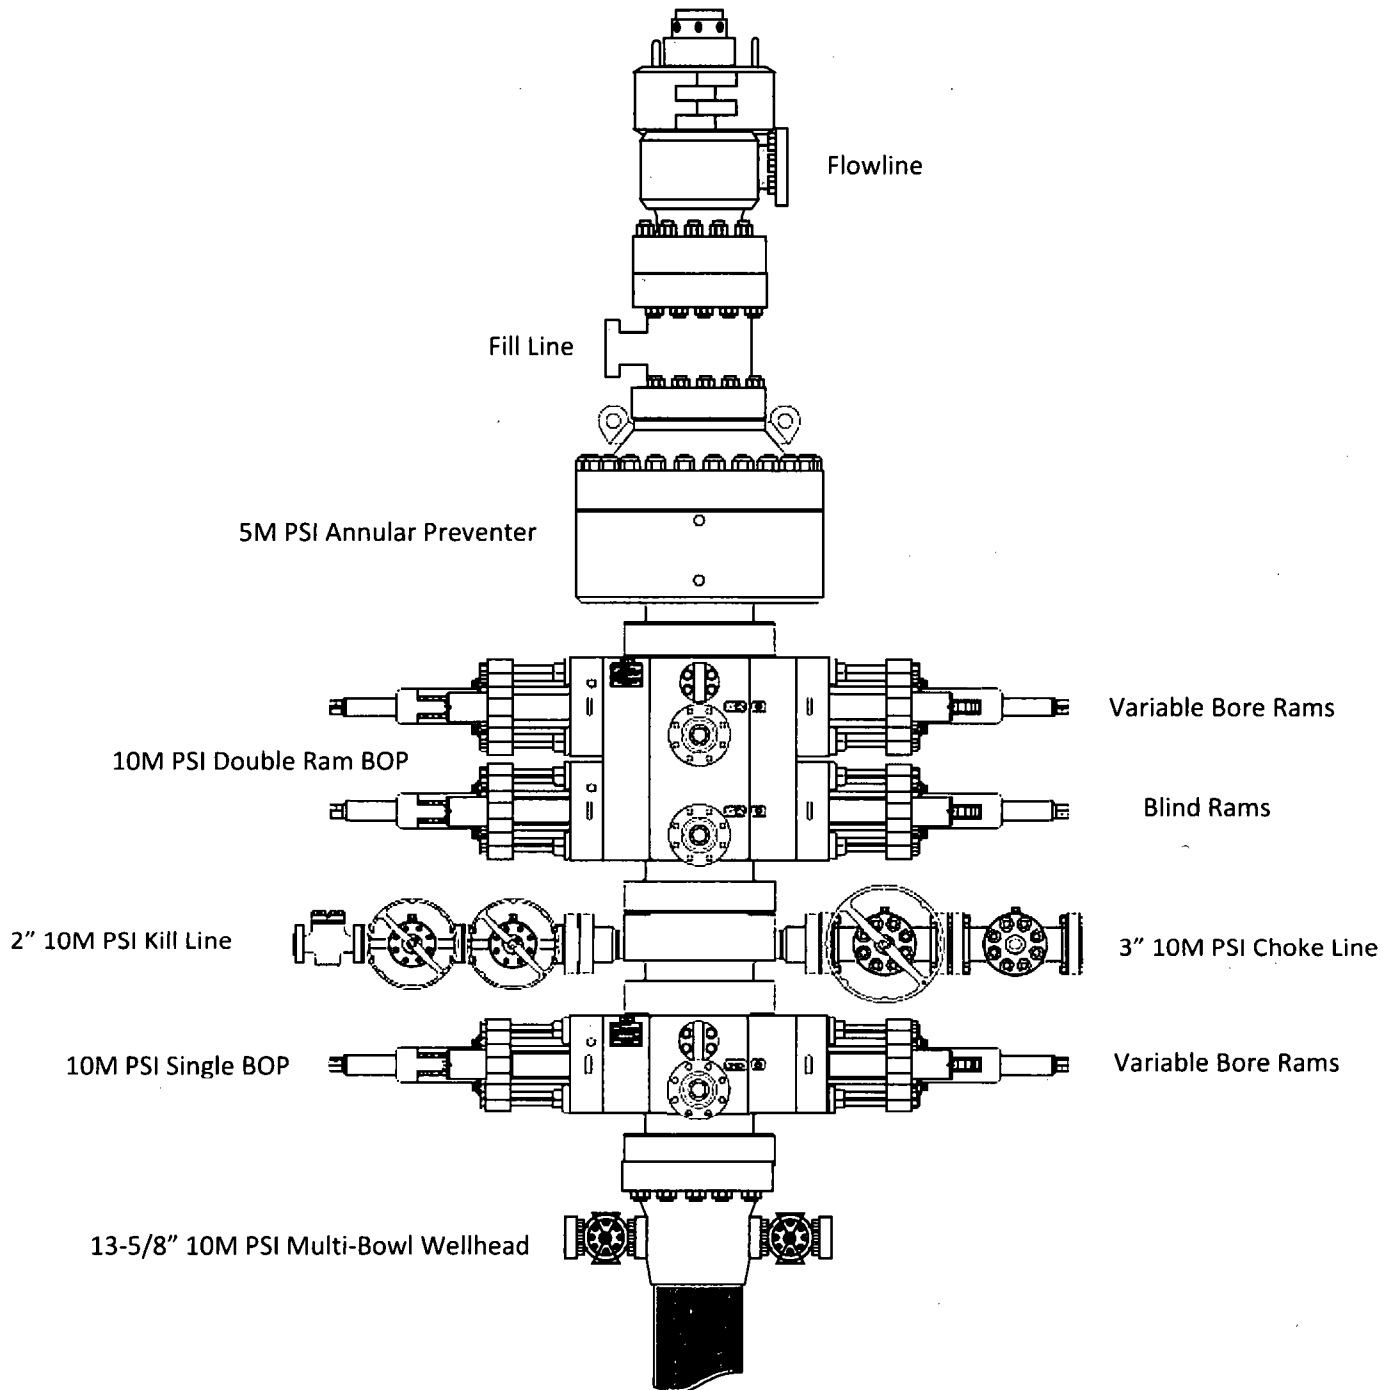 Flowline
Fill Line
5M PSI Annular Preventer
Variable Bore Rams
10M PSI Double Ram BOP
Blind Rams
2” 10M PSI Kill Line
3” 10M PSI Choke Line
10M PSI Single BOP
Variable Bore Rams
13-5/8” 10M PSI Multi-Bowl Wellhead